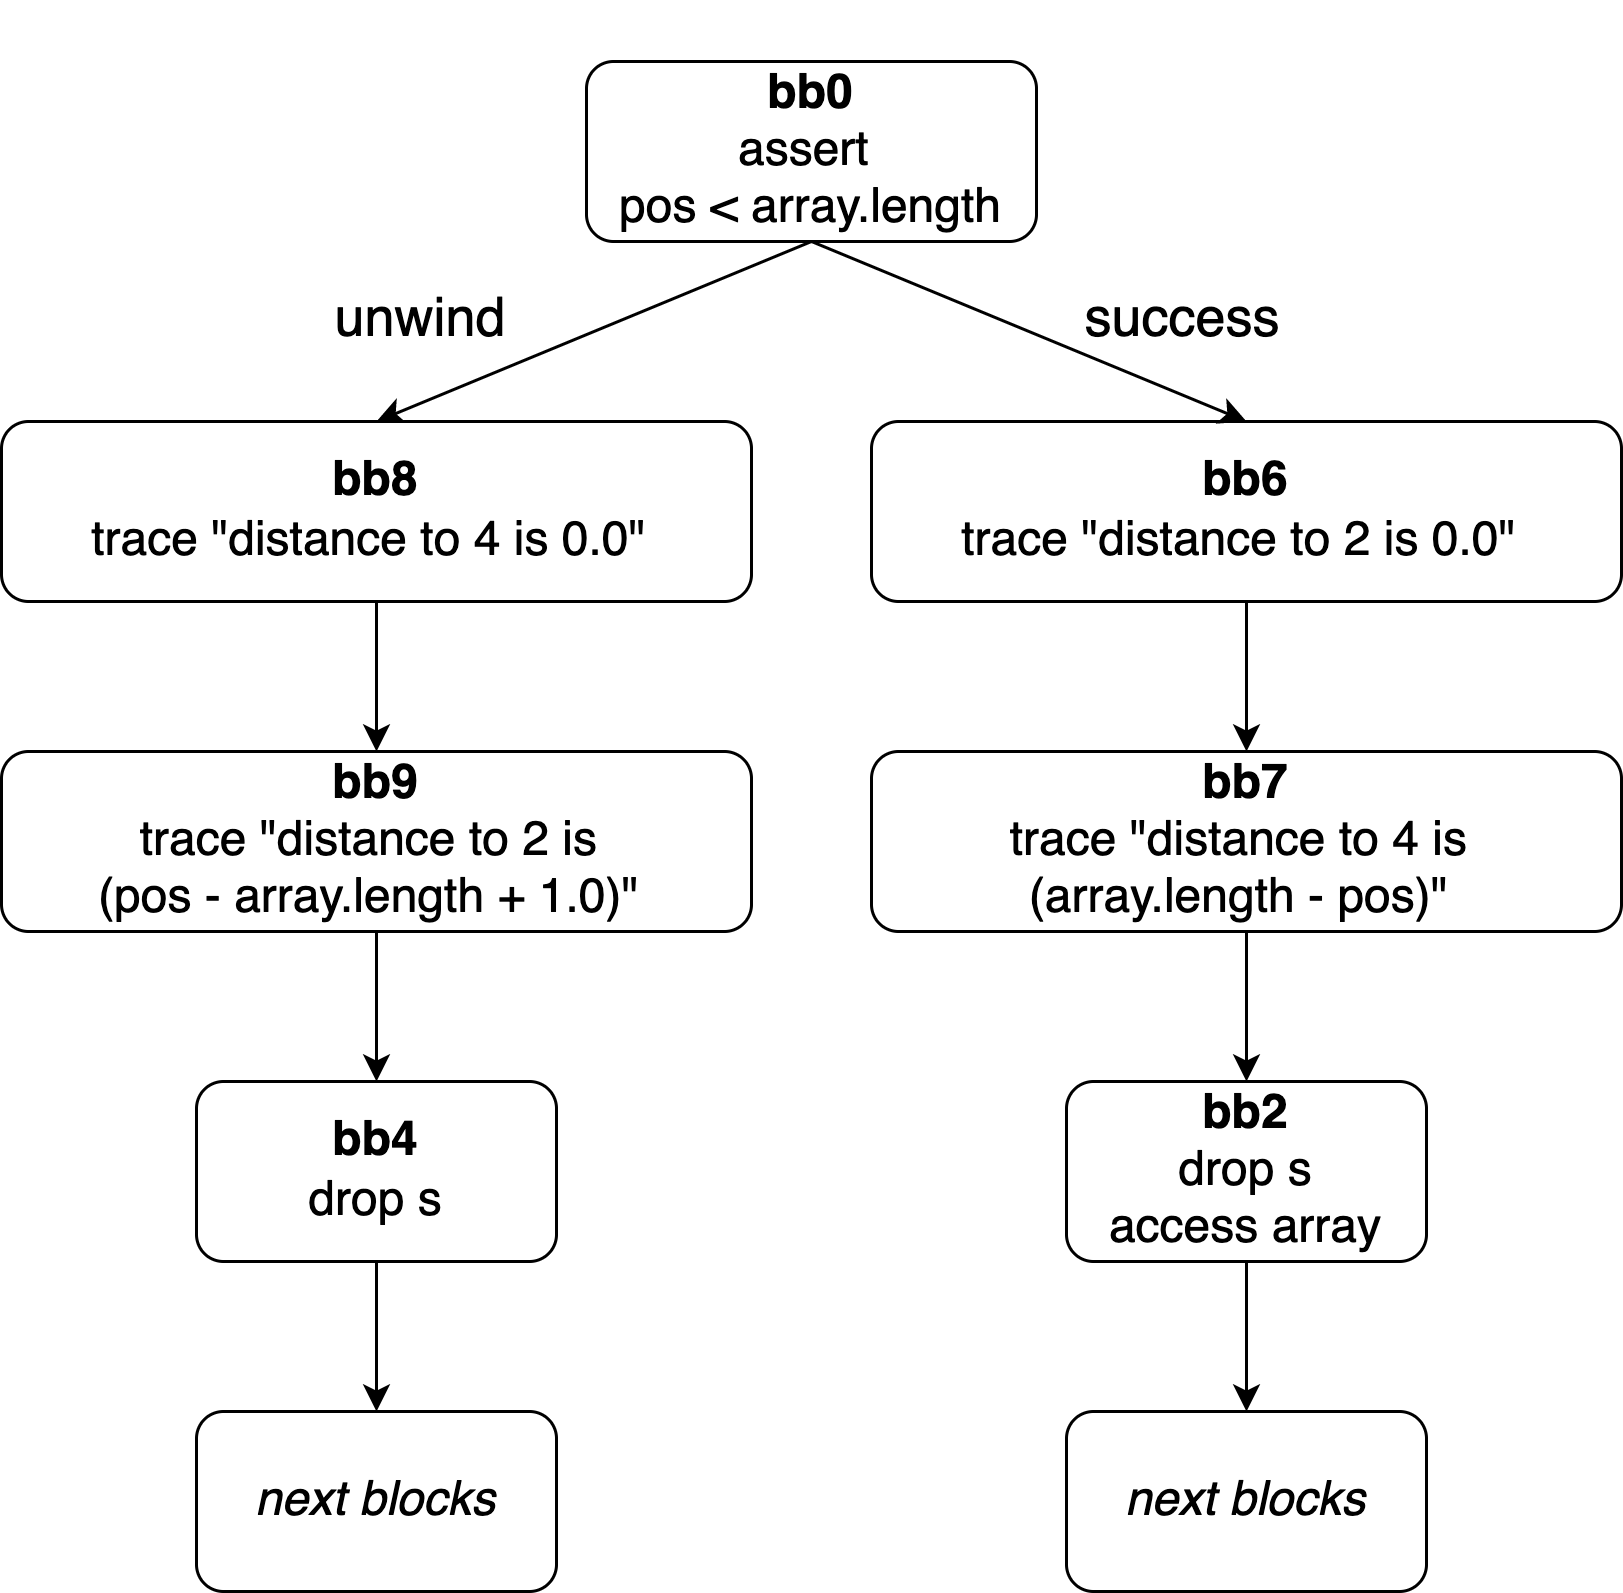 bb0
assert
pos < array.length
unwind
success
bb8
trace "distance to 4 is 0.0"
bb6
trace "distance to 2 is 0.0"
bb9
trace "distance to 2 is
(pos - array.length + 1.0)"
bb7
trace "distance to 4 is
(array.length - pos)"
bb4
drop s
bb2
drop s
access array
next blocks
next blocks